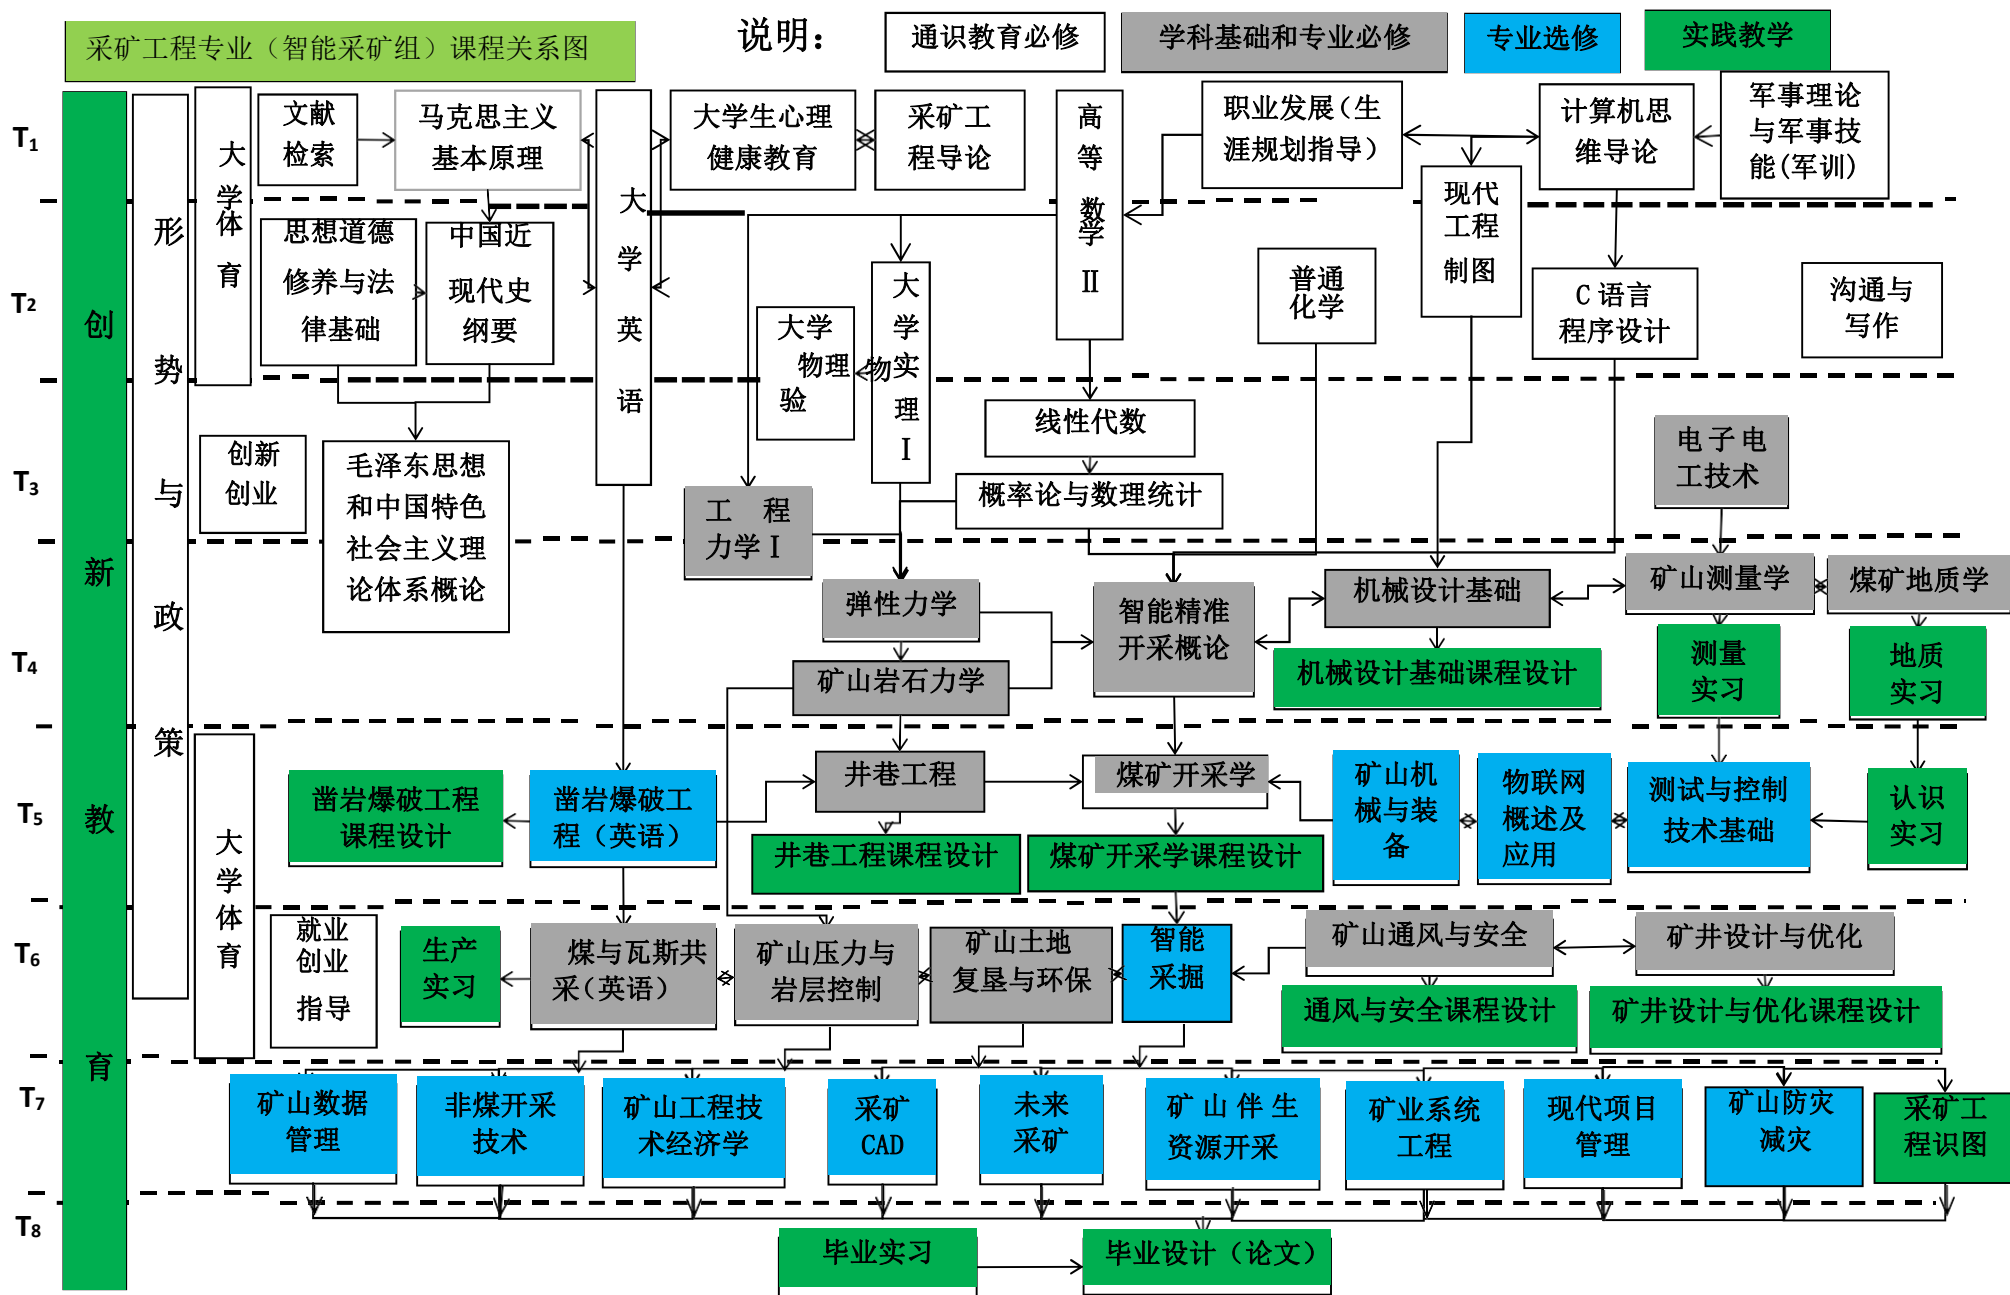 采矿工程专业（智能采矿组）课程关系图
说明：
通识教育必修
学科基础和专业必修
专业选修
实践教学
T1
T2
T3
T4
T5
T6
T7
T8
创
新
教
育
形
势
与
政
策
大
学
体
育
文献
检索
马克思主义
基本原理
大
学
英
语
大学生心理
健康教育
采矿工
程导论
高
等
数
学
Ⅱ
职业发展（生
涯规划指导）
现代
工程
制图
计算机思
维导论
军事理论
与军事技
能(军训)
思想道德
修养与法
律基础
中国近
现代史
纲要
大学
物理
验
大
学
物实
理
Ⅰ
普通
化学
C 语言
程序设计
沟通与
写作
创新
创业
毛泽东思想
和中国特色
社会主义理
论体系概论
工 程
力学Ⅰ
线性代数
概率论与数理统计
电子电
工技术
弹性力学
矿山岩石力学
智能精准
开采概论
机械设计基础
机械设计基础课程设计
矿山测量学
煤矿地质学
测量
实习
地质
实习
大
学
体
育
凿岩爆破工程
课程设计
凿岩爆破工
程（英语）
井巷工程
井巷工程课程设计
煤矿开采学
煤矿开采学课程设计
矿山机
械与装
备
物联网
概述及
应用
测试与控制
技术基础
认识
实习
就业
创业
指导
生产
实习
煤与瓦斯共
采（英语）
矿山压力与
岩层控制
矿山土地
复垦与环保
智能
采掘
矿山通风与安全
通风与安全课程设计
矿井设计与优化
矿井设计与优化课程设计
矿山数据
管理
非煤开采
技术
矿山工程技
术经济学
采矿
CAD
未来
采矿
矿 山 伴 生
资源开采
矿业系统
工程
现代项目
管理
矿山防灾
减灾
采矿工
程识图
毕业实习
毕业设计（论文）